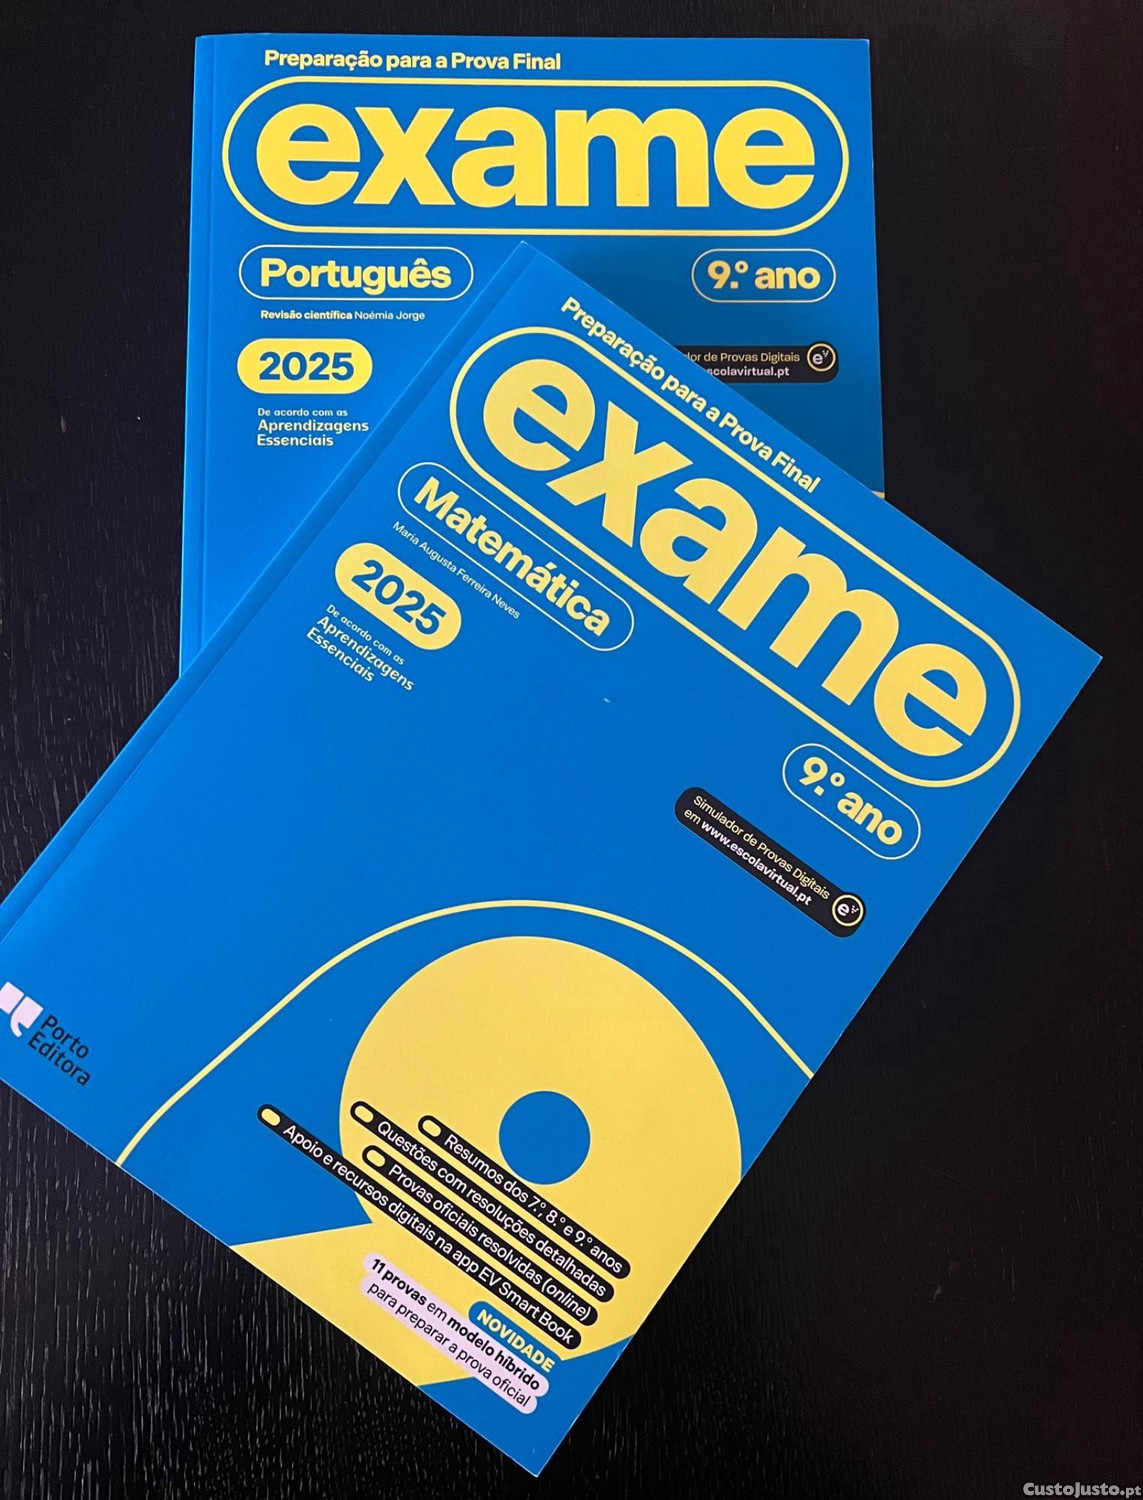 Preparação para a Prova Final
exame
Português
9.º ano
Revisão científica Noémia Jorge
2025
De acordo com as
Aprendizagens
Essenciais
Provas Digitais
escolavirtual.pt
e
Preparação para a Prova Final
exame
Matemática
Maria Augusta Ferreira Neves
2025
De acordo com as
Aprendizagens
Essenciais
9.º ano
Simulador de Provas Digitais
em www.escolavirtual.pt
e
Porto
Editora
Resumos dos 7.º, 8.º e 9.º anos
Questões com resoluções detalhadas
Provas oficiais resolvidas (online)
Apoio e recursos digitais na app EV Smart Book
NOVIDADE
11 provas em modelo híbrido
para preparar a prova oficial
CustoJusto.pt